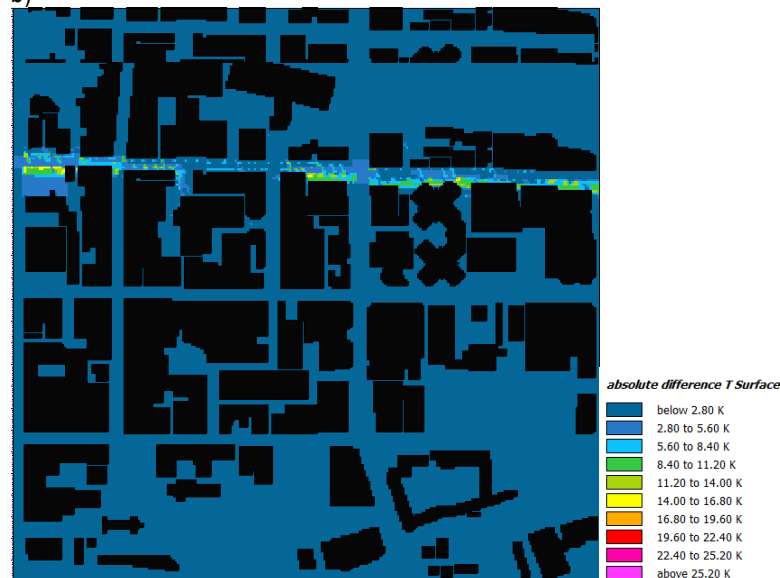 b)
absolute difference T Surface
below 2.80 K
2.80 to 5.60 K
5.60 to 8.40 K
8.40 to 11.20 K
11.20 to 14.00 K
14.00 to 16.80 K
16.80 to 19.60 K
19.60 to 22.40 K
22.40 to 25.20 K
above 25.20 K